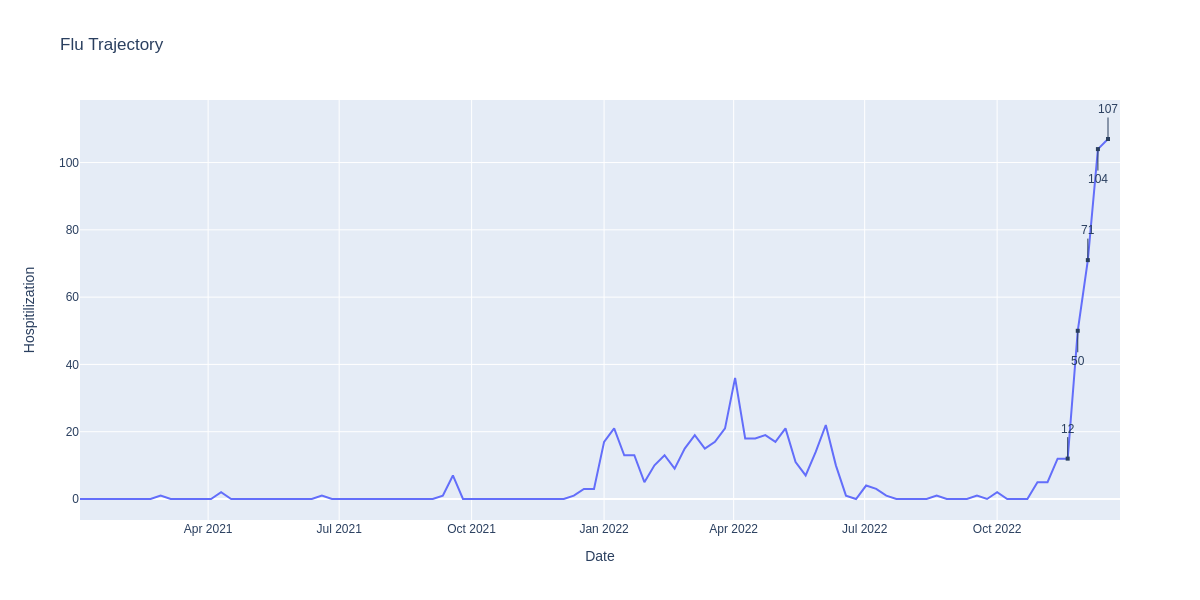 Flu Trajectory
107
100
104
80
71
60
50
40
20
12
0
Hospitilization
Apr 2021
Jul 2021
Oct 2021
Jan 2022
Apr 2022
Jul 2022
Oct 2022
Date